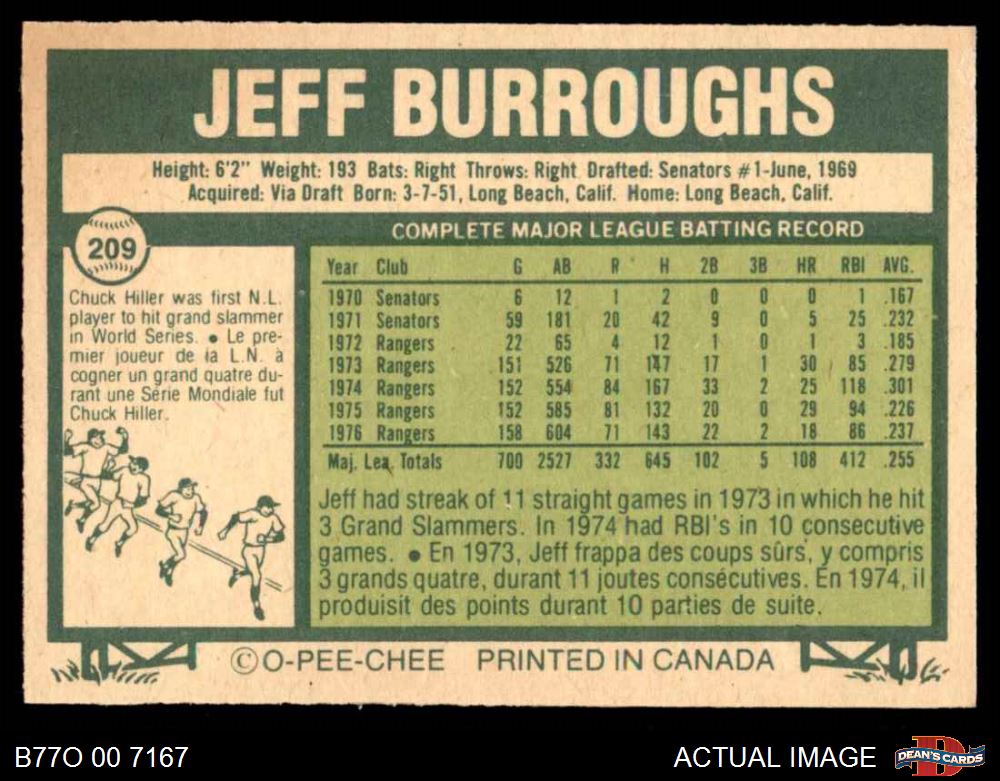 JEFF BURROUGHS
Height: 6'2" Weight: 193 Bats: Right Throws: Right Drafted: Senators #1-June, 1969
Acquired: Via Draft Born: 3-7-51, Long Beach, Calif. Home: Long Beach, Calif.
209
Chuck Hiller was first N.L.
player to hit grand slammer
in World Series. • Le pre-
mier joueur de la L.N. à
cogner un grand quatre du-
rant une Série Mondiale fut
Chuck Hiller.
COMPLETE MAJOR LEAGUE BATTING RECORD
Year Club G AB R H 2B 3B HR RBI AVG.
1970 Senators 6 12 1 2 0 0 0 1 .167
1971 Senators 59 181 20 42 9 0 5 25 .232
1972 Rangers 22 65 4 12 1 0 1 3 .185
1973 Rangers 151 526 71 147 17 1 30 85 .279
1974 Rangers 152 554 84 167 33 2 25 118 .301
1975 Rangers 152 585 81 132 20 0 29 94 .226
1976 Rangers 158 604 71 143 22 2 18 86 .237
Maj. Lea. Totals 700 2527 332 645 102 5 108 412 .255
Jeff had streak of 11 straight games in 1973 in which he hit
3 Grand Slammers. In 1974 had RBI's in 10 consecutive
games. • En 1973, Jeff frappa des coups sûrs, y compris
3 grands quatre, durant 11 joutes consécutives. En 1974, il
produisit des points durant 10 parties de suite.
© O-PEE-CHEE PRINTED IN CANADA
B77O 00 7167
ACTUAL IMAGE
D
DEAN'S CARDS